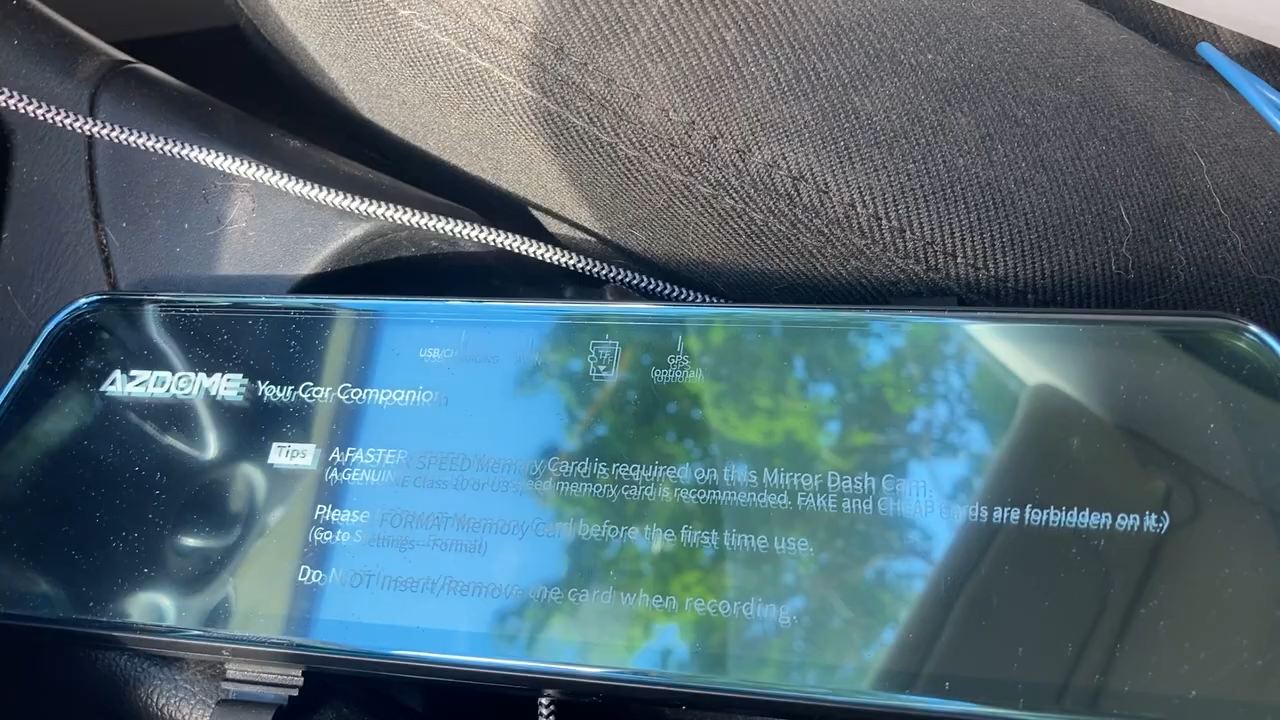 USB/CHARGING
TF
GPS
(optional)
AZDOME Your Car Companion
Tips A FASTER SPEED Memory Card is required on this Mirror Dash Cam.
(A GENUINE Class 10 or U3 speed memory card is recommended. FAKE and CHEAP cards are forbidden on it.)
Please FORMAT Memory Card before the first time use.
(Go to Settings---Format)
Do NOT Insert/Remove the card when recording.